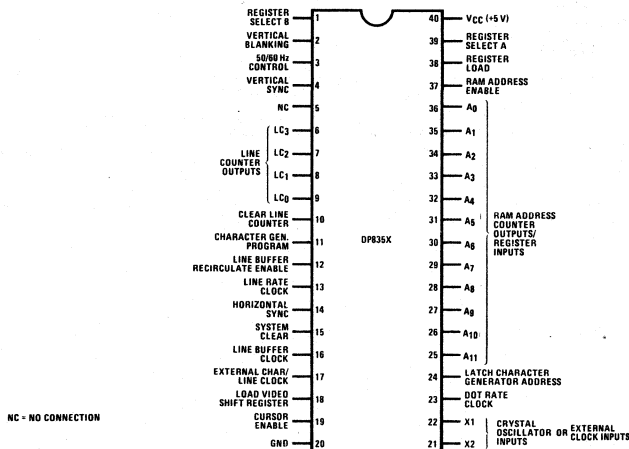 REGISTER
SELECT B
1
VERTICAL
BLANKING
2
50/60 Hz
CONTROL
3
VERTICAL
SYNC
4
NC
5
LC3
6
LC2
7
LC1
8
LC0
9
LINE
COUNTER
OUTPUTS
CLEAR LINE
COUNTER
10
CHARACTER GEN.
PROGRAM
11
LINE BUFFER
RECIRCULATE ENABLE
12
LINE RATE
CLOCK
13
HORIZONTAL
SYNC
14
SYSTEM
CLEAR
15
LINE BUFFER
CLOCK
16
EXTERNAL CHAR/
LINE CLOCK
17
LOAD VIDEO
SHIFT REGISTER
18
CURSOR
ENABLE
19
GND
20
NC = NO CONNECTION
DP835X
40
VCC (+5 V)
39
REGISTER
SELECT A
38
REGISTER
LOAD
37
RAM ADDRESS
ENABLE
36
A0
35
A1
34
A2
33
A3
32
A4
31
A5
30
A6
29
A7
28
A8
27
A9
26
A10
25
A11
RAM ADDRESS
COUNTER
OUTPUTS/
REGISTER
INPUTS
24
LATCH CHARACTER
GENERATOR ADDRESS
23
DOT RATE
CLOCK
22
X1
21
X2
CRYSTAL
OSCILLATOR OR EXTERNAL
INPUTS CLOCK INPUTS